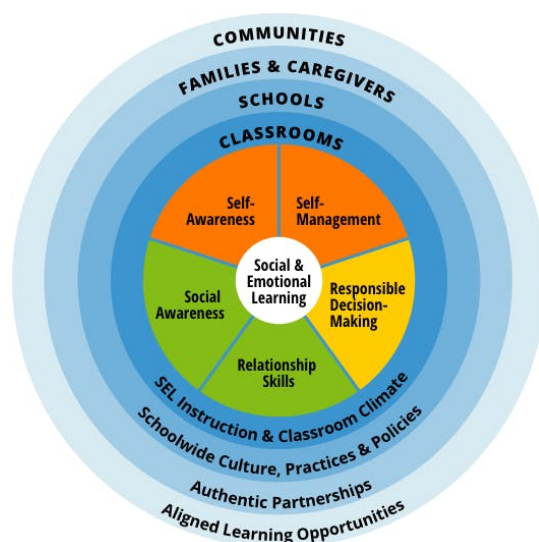 COMMUNITIES
FAMILIES & CAREGIVERS
SCHOOLS
CLASSROOMS
Self-
Awareness
Self-
Management
Social &
Emotional
Learning
Social
Awareness
Responsible
Decision-
Making
Relationship
Skills
SEL Instruction & Classroom Climate
Schoolwide Culture, Practices & Policies
Authentic Partnerships
Aligned Learning Opportunities